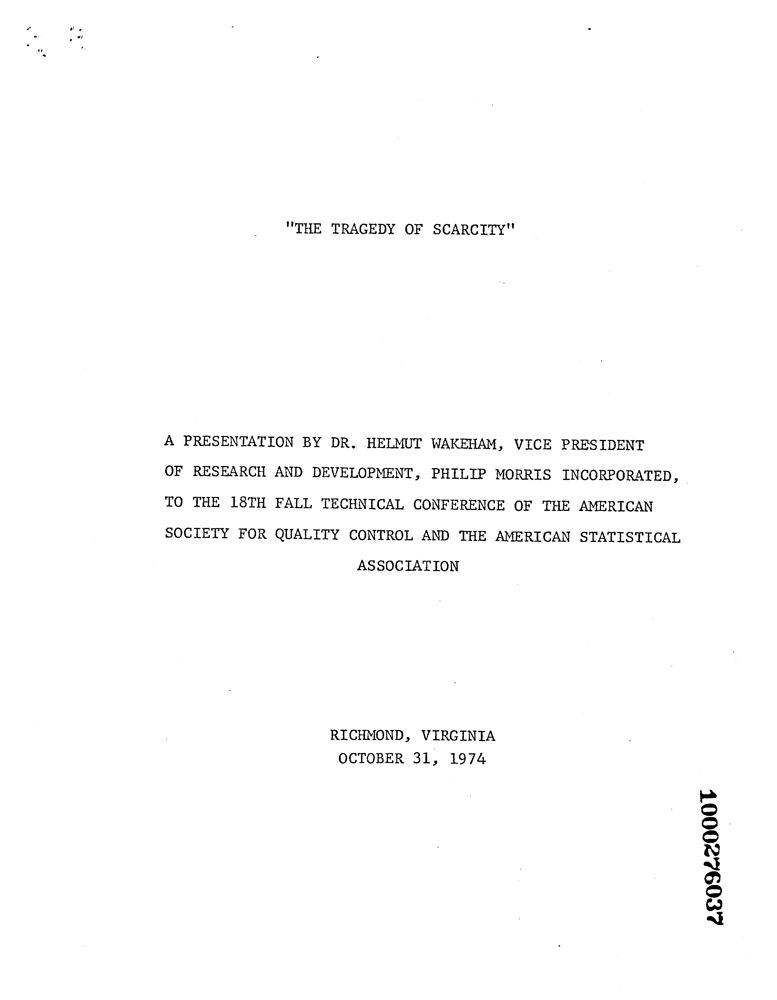 "THE TRAGEDY OF SCARCITY"
A PRESENTATION BY DR. HELMUT WAKEHAM, VICE PRESIDENT
OF RESEARCH AND DEVELOPMENT, PHILIP MORRIS INCORPORATED,
TO THE 18TH FALL TECHNICAL CONFERENCE OF THE AMERICAN
SOCIETY FOR QUALITY CONTROL AND THE AMERICAN STATISTICAL
ASSOCIATION
RICHMOND, VIRGINIA
OCTOBER 31, 1974
1000276037